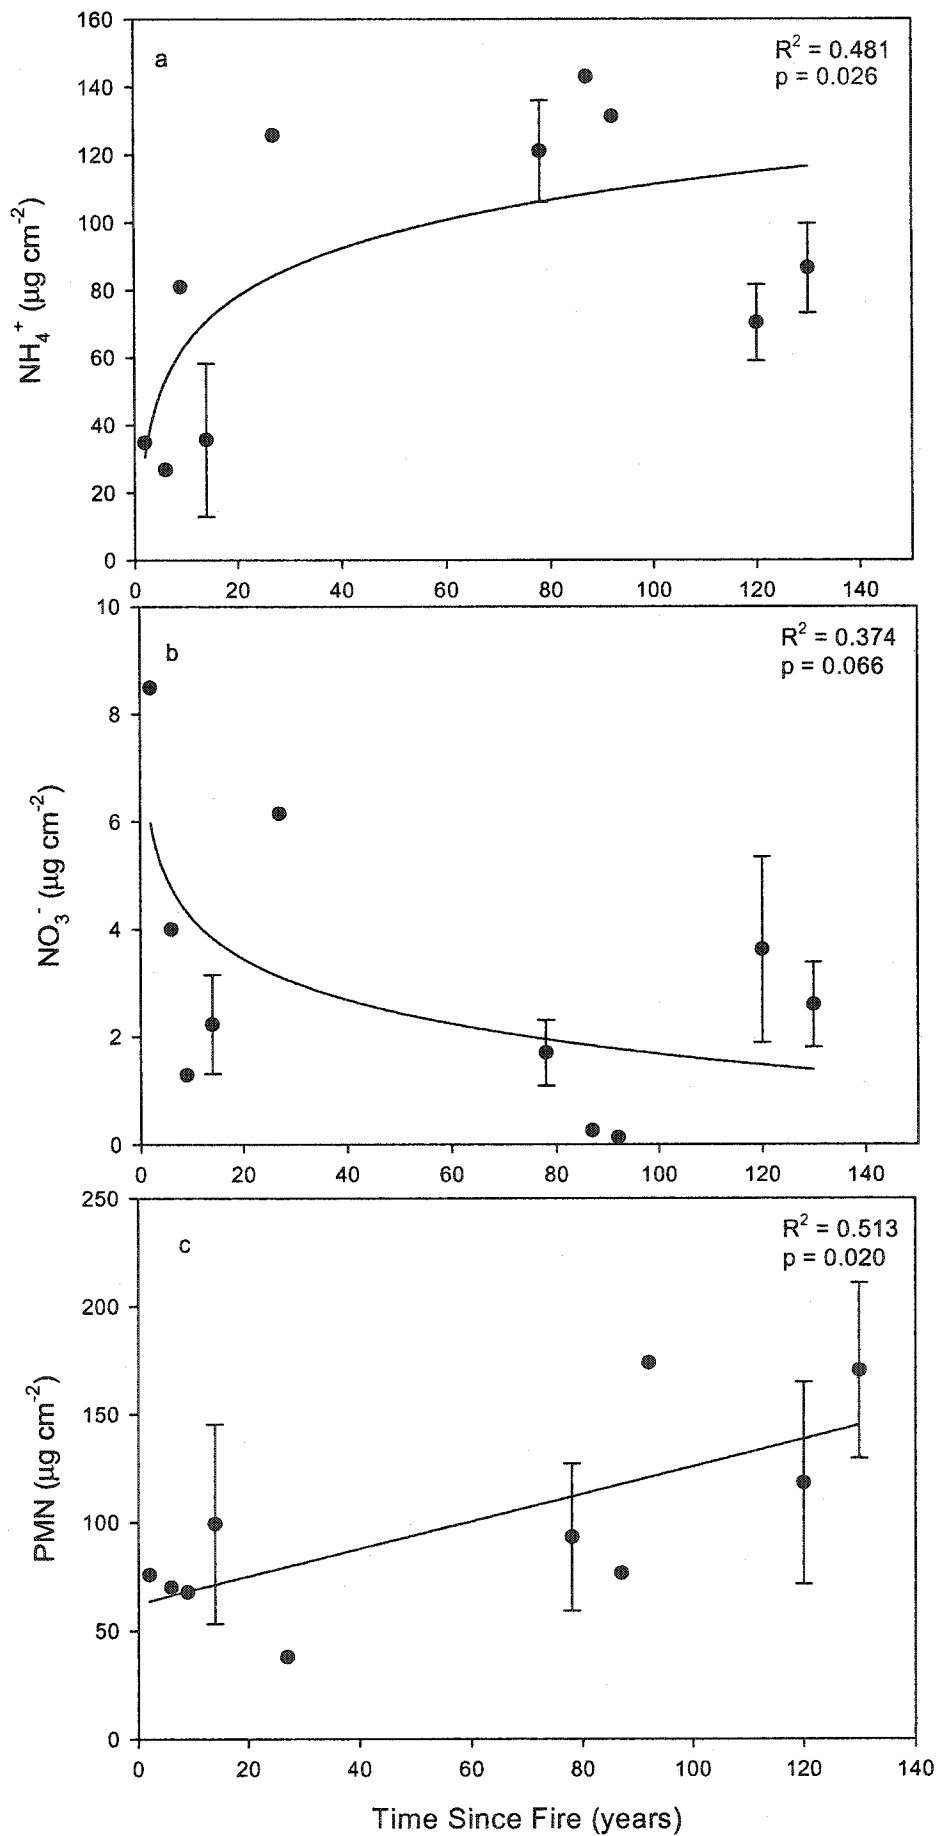 160
a
R² = 0.481
p = 0.026
140
120
100
80
60
40
20
0
NH₄⁺ (µg cm⁻²)
0 20 40 60 80 100 120 140
10
b
R² = 0.374
p = 0.066
8
6
4
2
0
NO₃⁻ (µg cm⁻²)
0 20 40 60 80 100 120 140
250
c
R² = 0.513
p = 0.020
200
150
100
50
0
PMN (µg cm⁻²)
0 20 40 60 80 100 120 140
Time Since Fire (years)